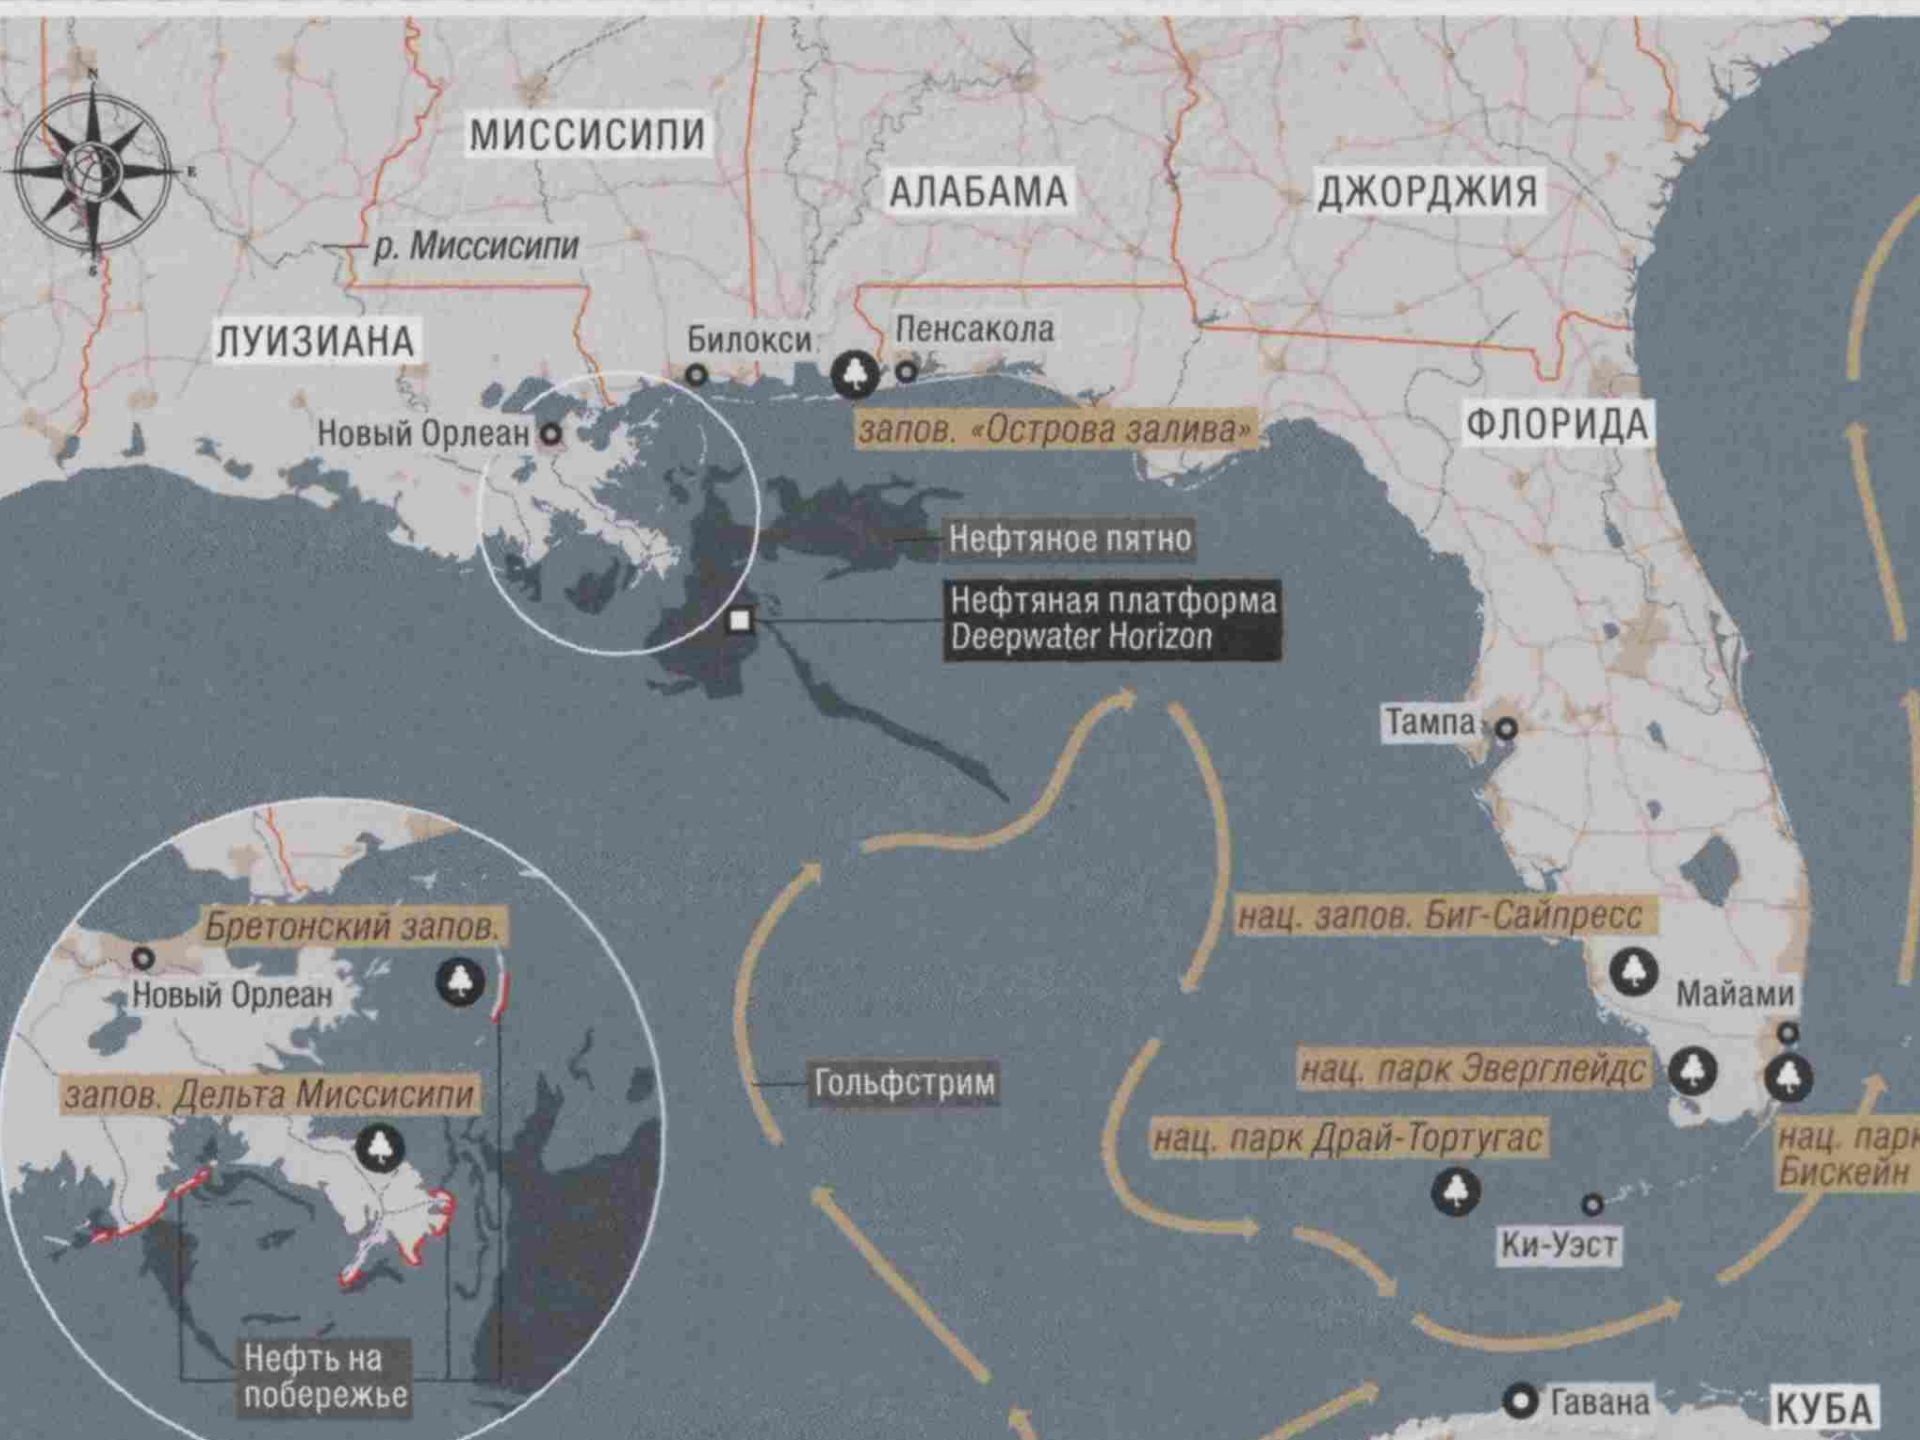 N
E
S
МИССИСИПИ
АЛАБАМА
ДЖОРДЖИЯ
р. Миссисипи
ЛУИЗИАНА
Билокси
Пенсакола
Новый Орлеан
запов. «Острова залива»
ФЛОРИДА
Нефтяное пятно
Нефтяная платформа
Deepwater Horizon
Тампа
нац. запов. Биг-Сайпресс
Бретонский запов.
Новый Орлеан
Майами
запов. Дельта Миссисипи
Гольфстрим
нац. парк Эверглейдс
нац. парк Драй-Тортугас
нац. парк
Бискейн
Ки-Уэст
Нефть на
побережье
Гавана
КУБА